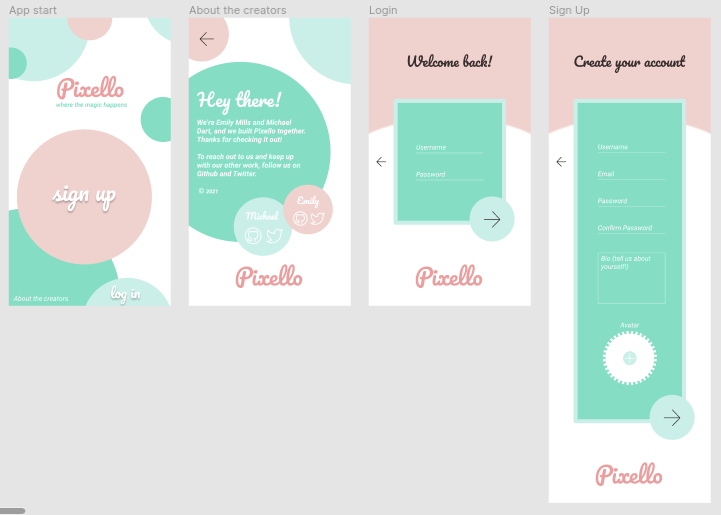 App start
Pixello
where the magic happens
sign up
About the creators
log in
About the creators
Hey there!
We're Emily Mills and Michael
Dart, and we built Pixello together.
Thanks for checking it out!
To reach out to us and keep up
with our other work, follow us on
Github and Twitter.
© 2021
Michael
Emily
Pixello
Login
Welcome back!
Username
Password
Pixello
Sign Up
Create your account
Username
Email
Password
Confirm Password
Bio (tell us about
yourself!)
Avatar
Pixello